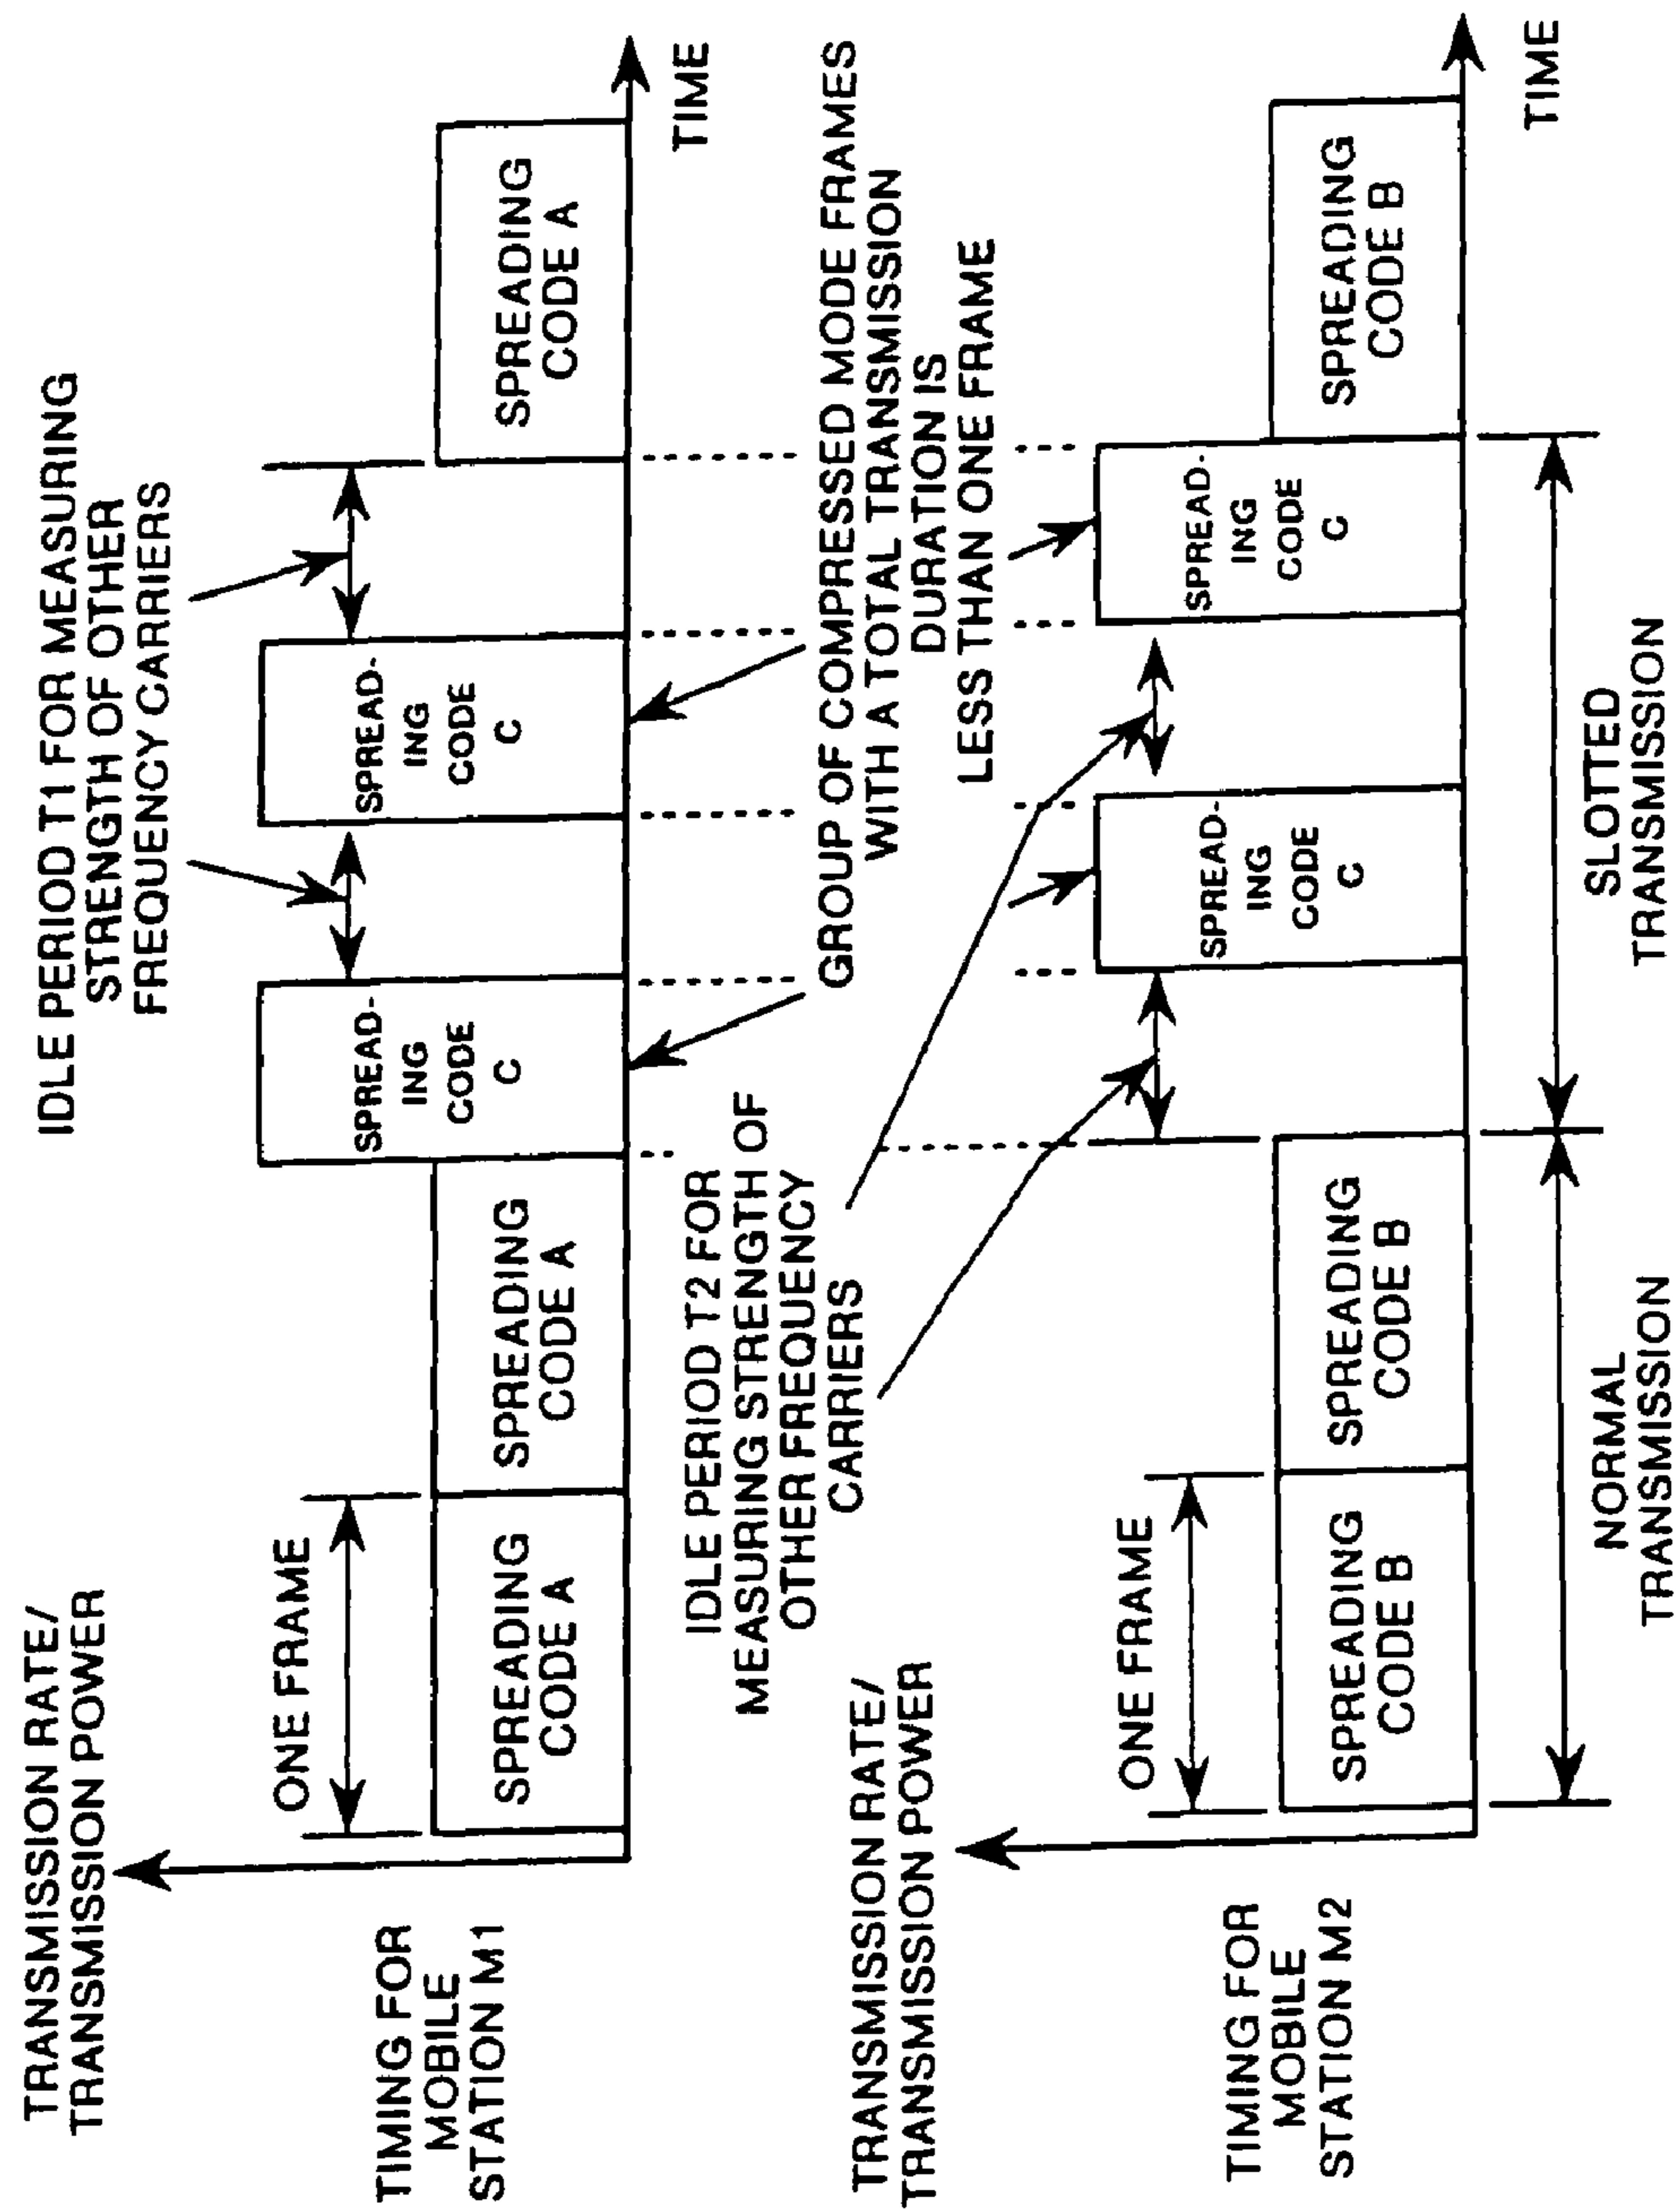 TRANSMISSION RATE/
TRANSMISSION POWER
TIMING FOR
MOBILE
STATION M1
ONE FRAME
SPREADING
CODE A
SPREADING
CODE A
SPREAD-
ING
CODE
C
SPREAD-
ING
CODE
C
SPREADING
CODE A
IDLE PERIOD T1 FOR MEASURING
STRENGTH OF OTHER
FREQUENCY CARRIERS
TIME
IDLE PERIOD T2 FOR
MEASURING STRENGTH OF
OTHER FREQUENCY
CARRIERS
GROUP OF COMPRESSED MODE FRAMES
WITH A TOTAL TRANSMISSION
DURATION IS
LESS THAN ONE FRAME
TRANSMISSION RATE/
TRANSMISSION POWER
TIMING FOR
MOBILE
STATION M2
ONE FRAME
SPREADING
CODE B
SPREADING
CODE B
SPREAD-
ING
CODE
C
SPREAD-
ING
CODE
C
SPREADING
CODE B
TIME
NORMAL
TRANSMISSION
SLOTTED
TRANSMISSION